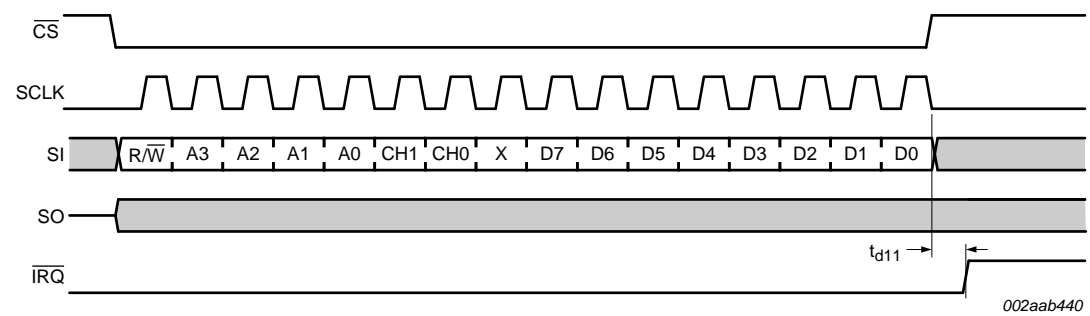 CS
SCLK
SI R/W A3 A2 A1 A0 CH1 CH0 X D7 D6 D5 D4 D3 D2 D1 D0
SO
td11
IRQ
002aab440